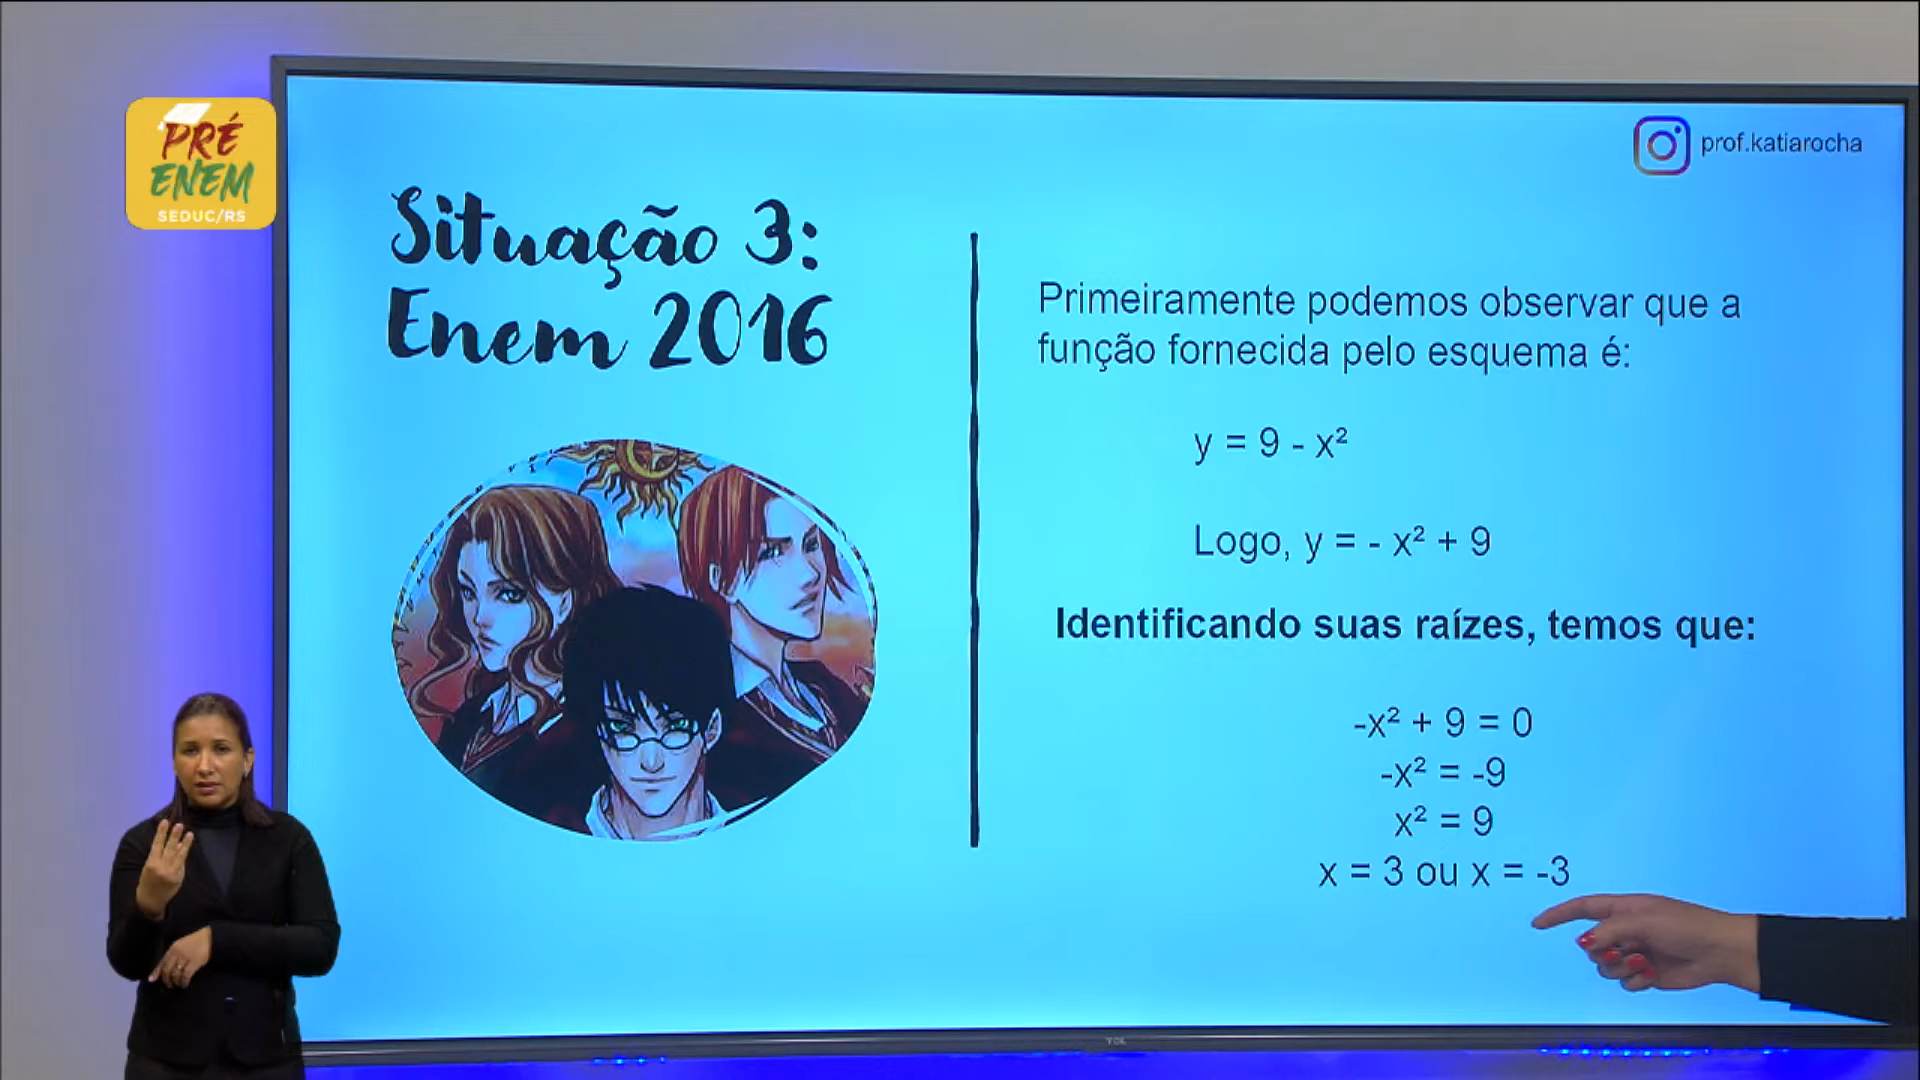 PRÉ
ENEM
SEDUC/RS
prof.katiarocha
Situação 3:
Enem 2016
Primeiramente podemos observar que a
função fornecida pelo esquema é:
y = 9 - x²
Logo, y = - x² + 9
Identificando suas raízes, temos que:
-x² + 9 = 0
-x² = -9
x² = 9
x = 3 ou x = -3
TCL